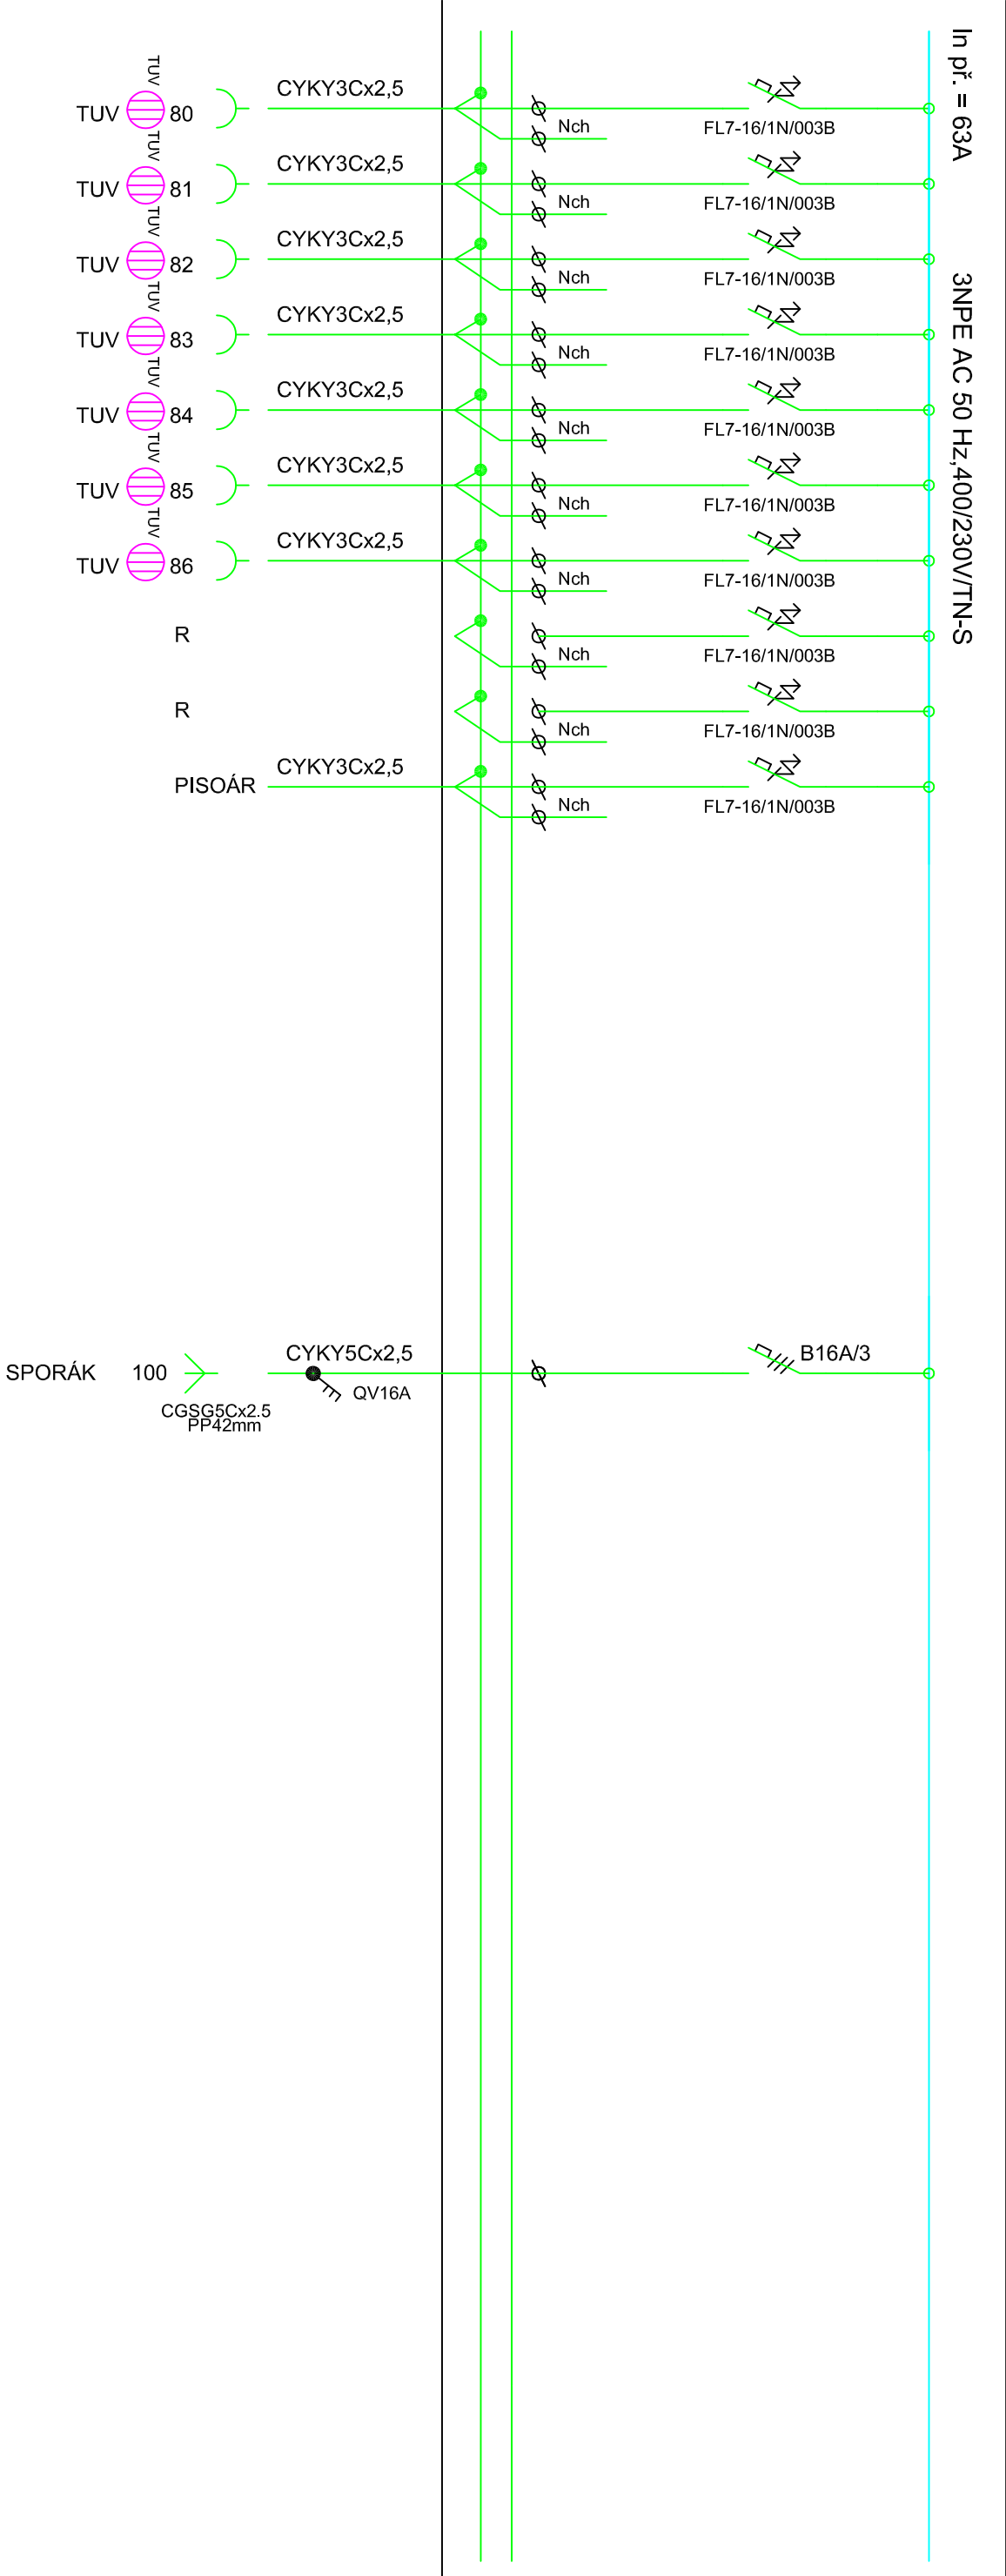 In př. = 63A
3NPE AC 50 Hz,400/230V/TN-S
TUV
TUV 80 CYKY3Cx2,5 Nch FL7-16/1N/003B
TUV
TUV 81 CYKY3Cx2,5 Nch FL7-16/1N/003B
TUV
TUV 82 CYKY3Cx2,5 Nch FL7-16/1N/003B
TUV
TUV 83 CYKY3Cx2,5 Nch FL7-16/1N/003B
TUV
TUV 84 CYKY3Cx2,5 Nch FL7-16/1N/003B
TUV
TUV 85 CYKY3Cx2,5 Nch FL7-16/1N/003B
TUV
TUV 86 CYKY3Cx2,5 Nch FL7-16/1N/003B
R Nch FL7-16/1N/003B
R Nch FL7-16/1N/003B
PISOÁR CYKY3Cx2,5 Nch FL7-16/1N/003B
SPORÁK 100 CYKY5Cx2,5 B16A/3
QV16A
CGSG5Cx2.5
PP42mm